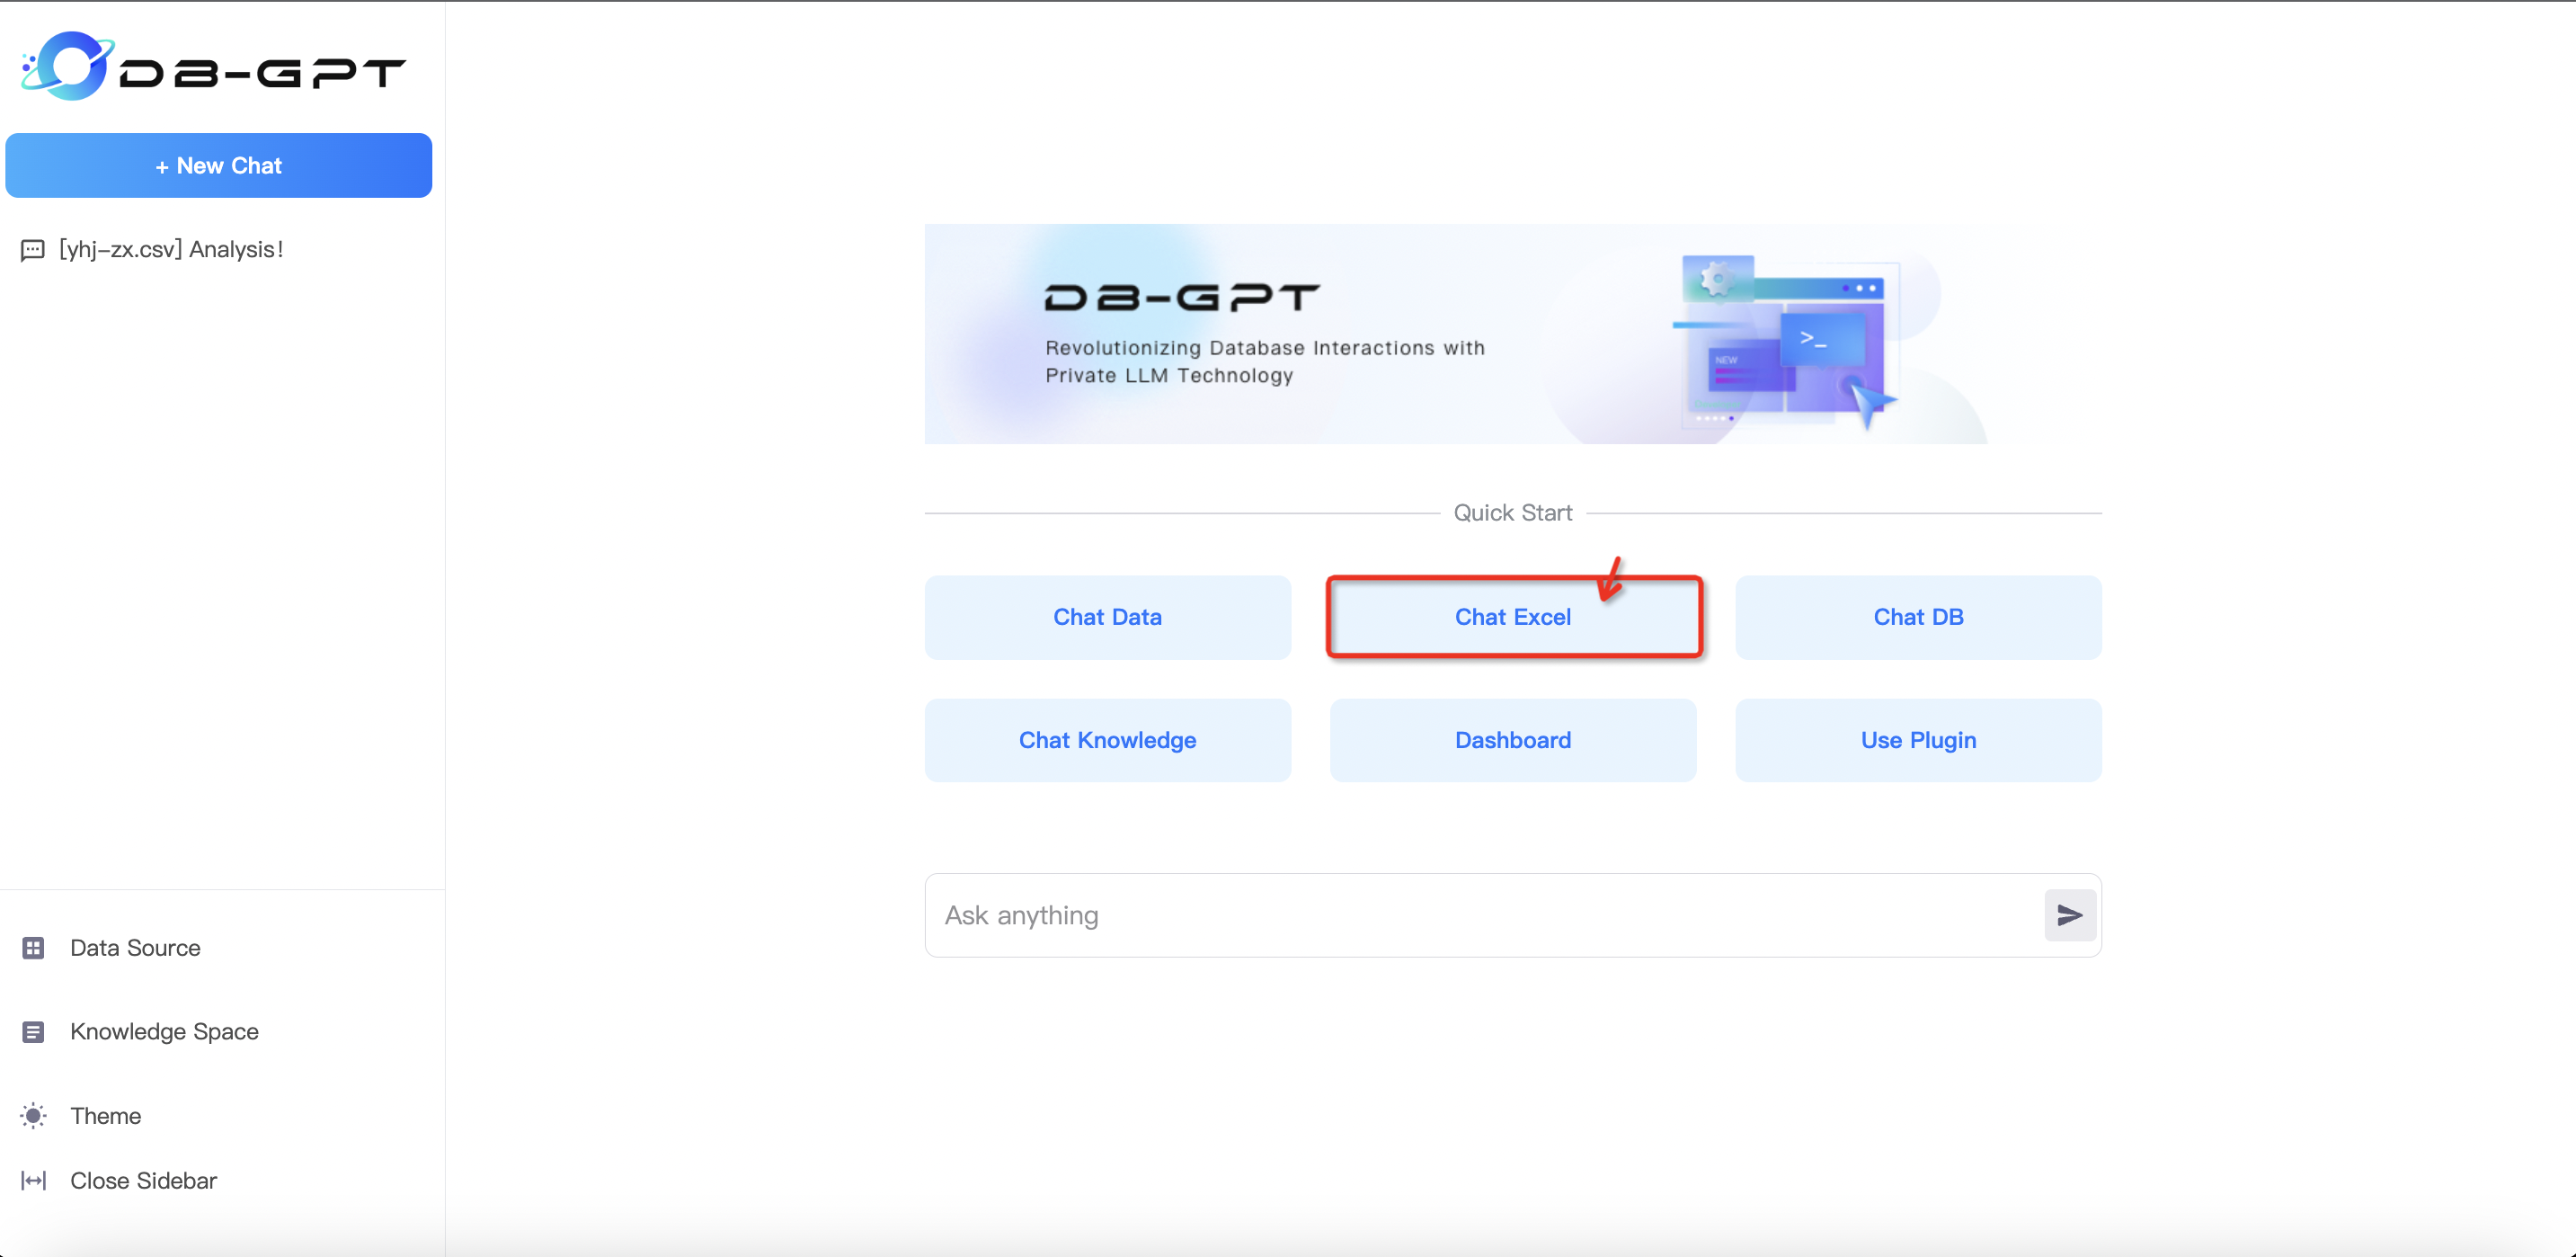 DB-GPT
+ New Chat
[yhj-zx.csv] Analysis!
Data Source
Knowledge Space
Theme
Close Sidebar
DB-GPT
Revolutionizing Database Interactions with
Private LLM Technology
>_
NEW
Quick Start
Chat Data
Chat Excel
Chat DB
Chat Knowledge
Dashboard
Use Plugin
Ask anything